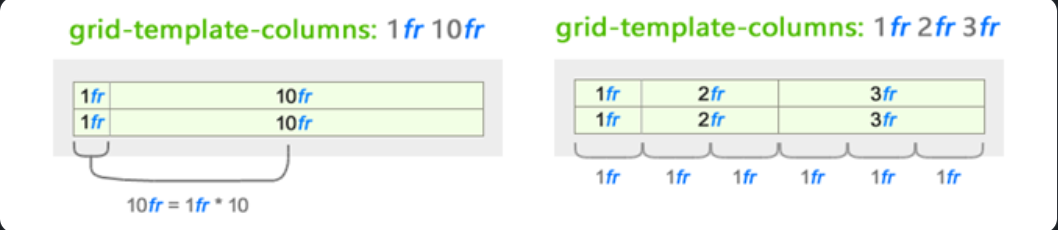 grid-template-columns: 1fr 10fr
1fr 10fr
1fr 10fr
10fr = 1fr * 10
grid-template-columns: 1fr 2fr 3fr
1fr 2fr 3fr
1fr 2fr 3fr
1fr 1fr 1fr 1fr 1fr 1fr